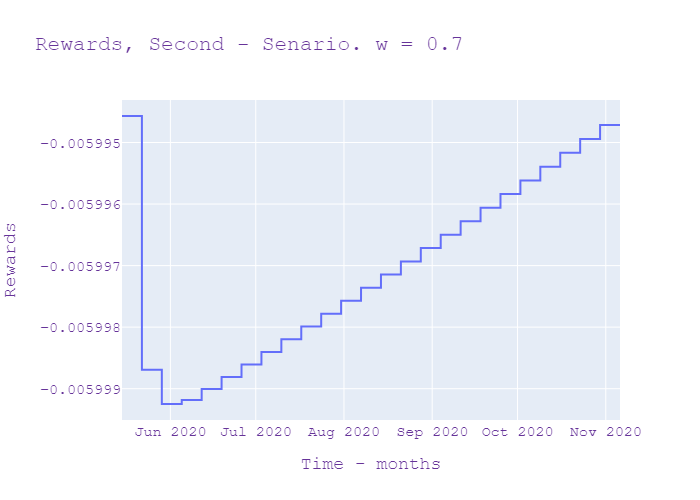 Rewards, Second - Senario. w = 0.7
Rewards
-0.005995
-0.005996
-0.005997
-0.005998
-0.005999
Jun 2020 Jul 2020 Aug 2020 Sep 2020 Oct 2020 Nov 2020
Time - months